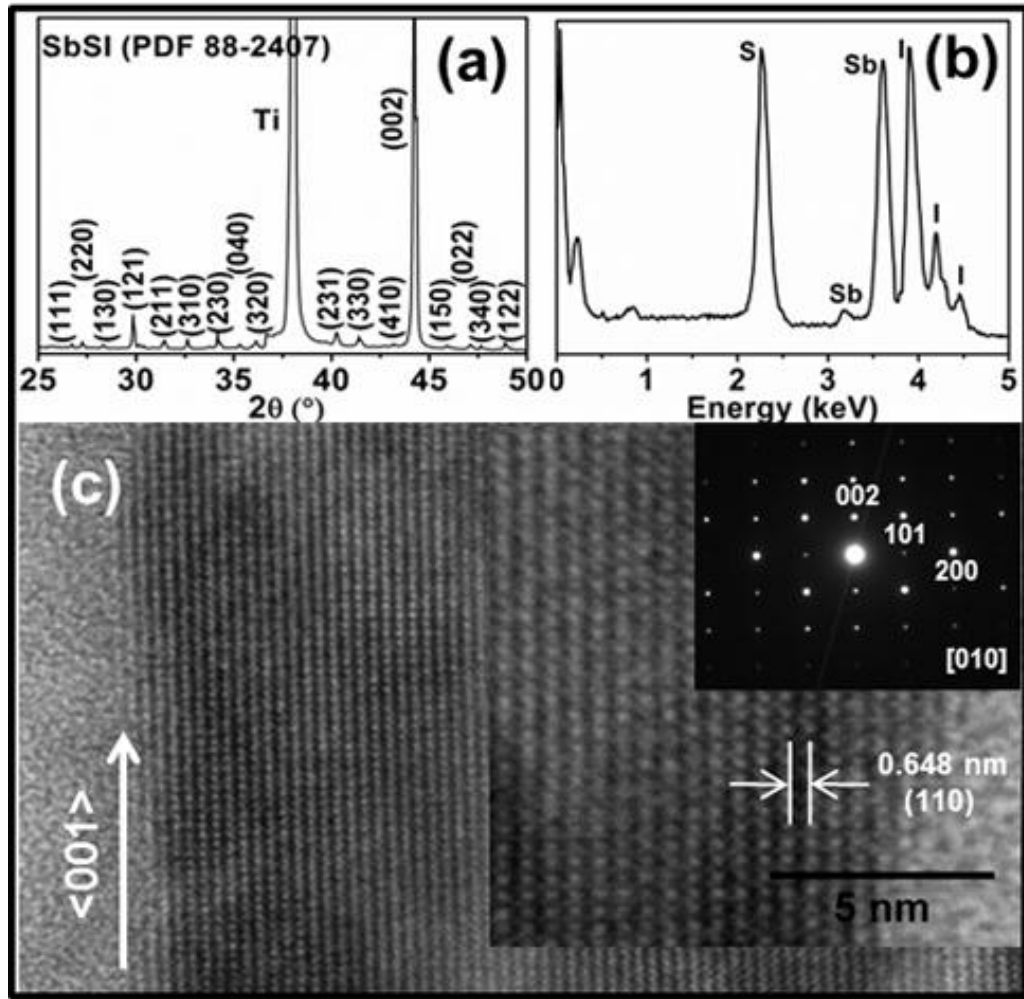 SbSI (PDF 88-2407)
(a)
Ti
(002)
(111)
(220)
(130)
(121)
(211)
(310)
(230)
(040)
(320)
(231)
(330)
(410)
(150)
(022)
(340)
(122)
25 30 35 40 45 50
2θ (°)
(b)
S
Sb
I
Sb
I
I
0 1 2 3 4 5
Energy (keV)
(c)
<001>
002
101
200
[010]
0.648 nm
(110)
5 nm